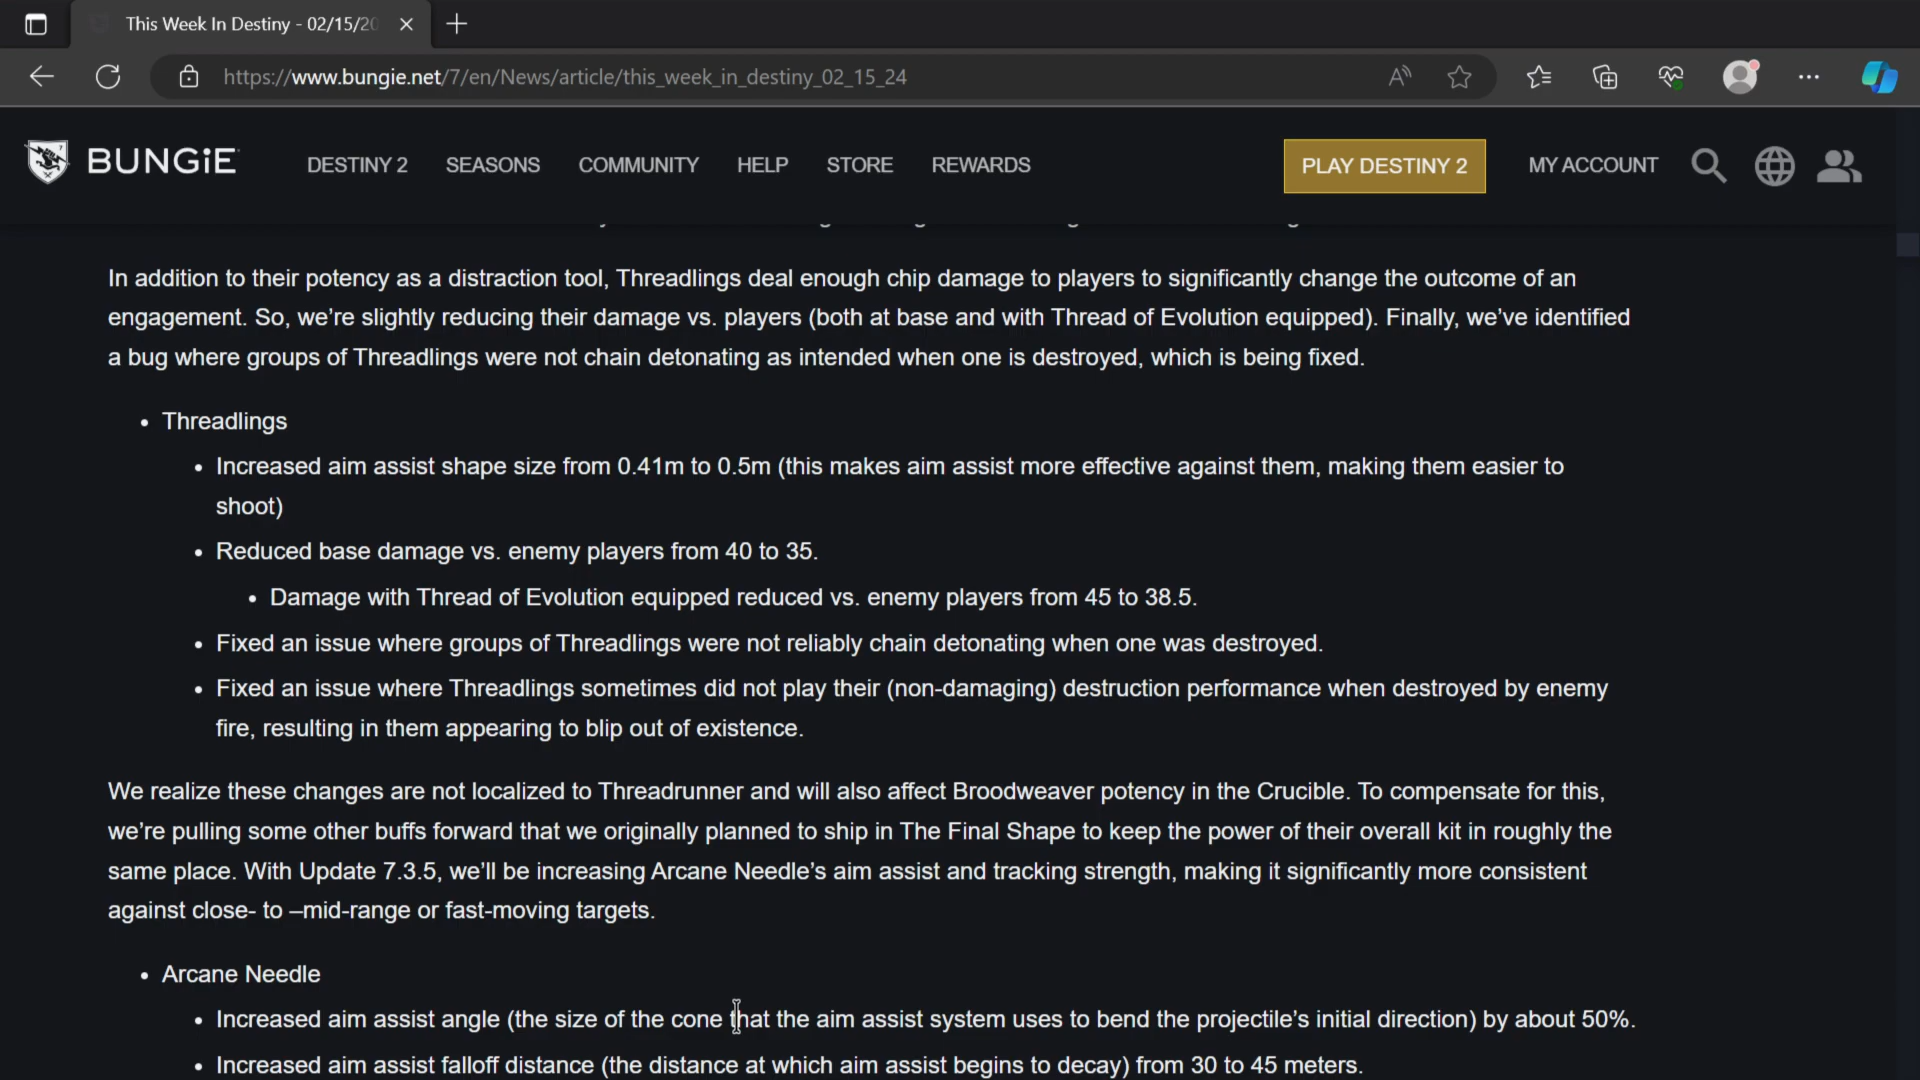 This Week In Destiny - 02/15/20
https://www.bungie.net/7/en/News/article/this_week_in_destiny_02_15_24
BUNGiE
DESTINY 2 SEASONS COMMUNITY HELP STORE REWARDS PLAY DESTINY 2 MY ACCOUNT
In addition to their potency as a distraction tool, Threadlings deal enough chip damage to players to significantly change the outcome of an
engagement. So, we’re slightly reducing their damage vs. players (both at base and with Thread of Evolution equipped). Finally, we’ve identified
a bug where groups of Threadlings were not chain detonating as intended when one is destroyed, which is being fixed.
• Threadlings
• Increased aim assist shape size from 0.41m to 0.5m (this makes aim assist more effective against them, making them easier to
shoot)
• Reduced base damage vs. enemy players from 40 to 35.
• Damage with Thread of Evolution equipped reduced vs. enemy players from 45 to 38.5.
• Fixed an issue where groups of Threadlings were not reliably chain detonating when one was destroyed.
• Fixed an issue where Threadlings sometimes did not play their (non-damaging) destruction performance when destroyed by enemy
fire, resulting in them appearing to blip out of existence.
We realize these changes are not localized to Threadrunner and will also affect Broodweaver potency in the Crucible. To compensate for this,
we’re pulling some other buffs forward that we originally planned to ship in The Final Shape to keep the power of their overall kit in roughly the
same place. With Update 7.3.5, we’ll be increasing Arcane Needle’s aim assist and tracking strength, making it significantly more consistent
against close- to –mid-range or fast-moving targets.
• Arcane Needle
• Increased aim assist angle (the size of the cone that the aim assist system uses to bend the projectile’s initial direction) by about 50%.
• Increased aim assist falloff distance (the distance at which aim assist begins to decay) from 30 to 45 meters.